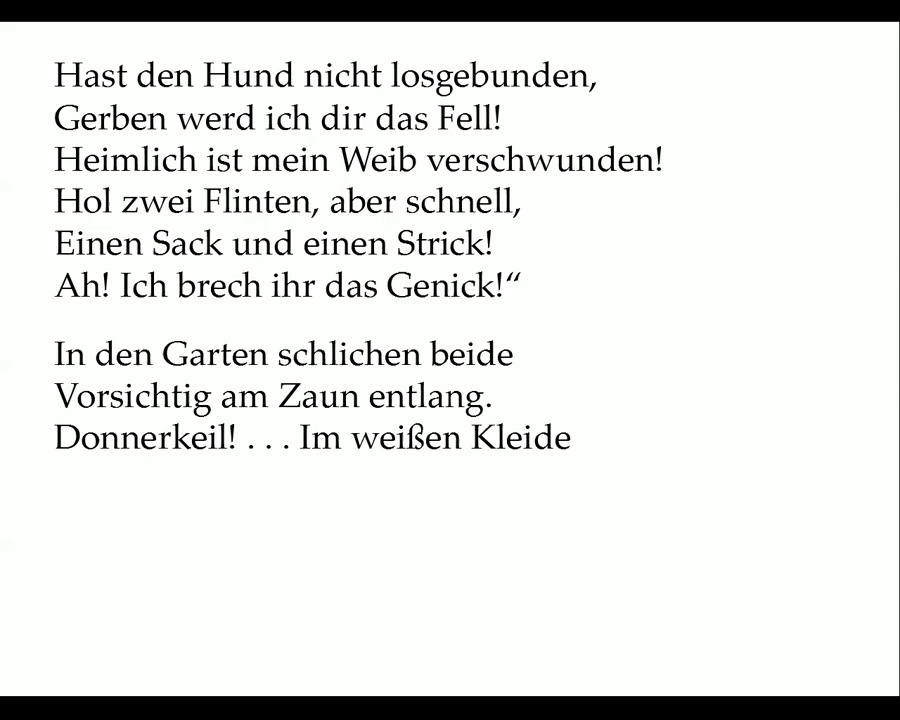 Hast den Hund nicht losgebunden,
Gerben werd ich dir das Fell!
Heimlich ist mein Weib verschwunden!
Hol zwei Flinten, aber schnell,
Einen Sack und einen Strick!
Ah! Ich brech ihr das Genick!“
In den Garten schlichen beide
Vorsichtig am Zaun entlang.
Donnerkeil! . . . Im weißen Kleide